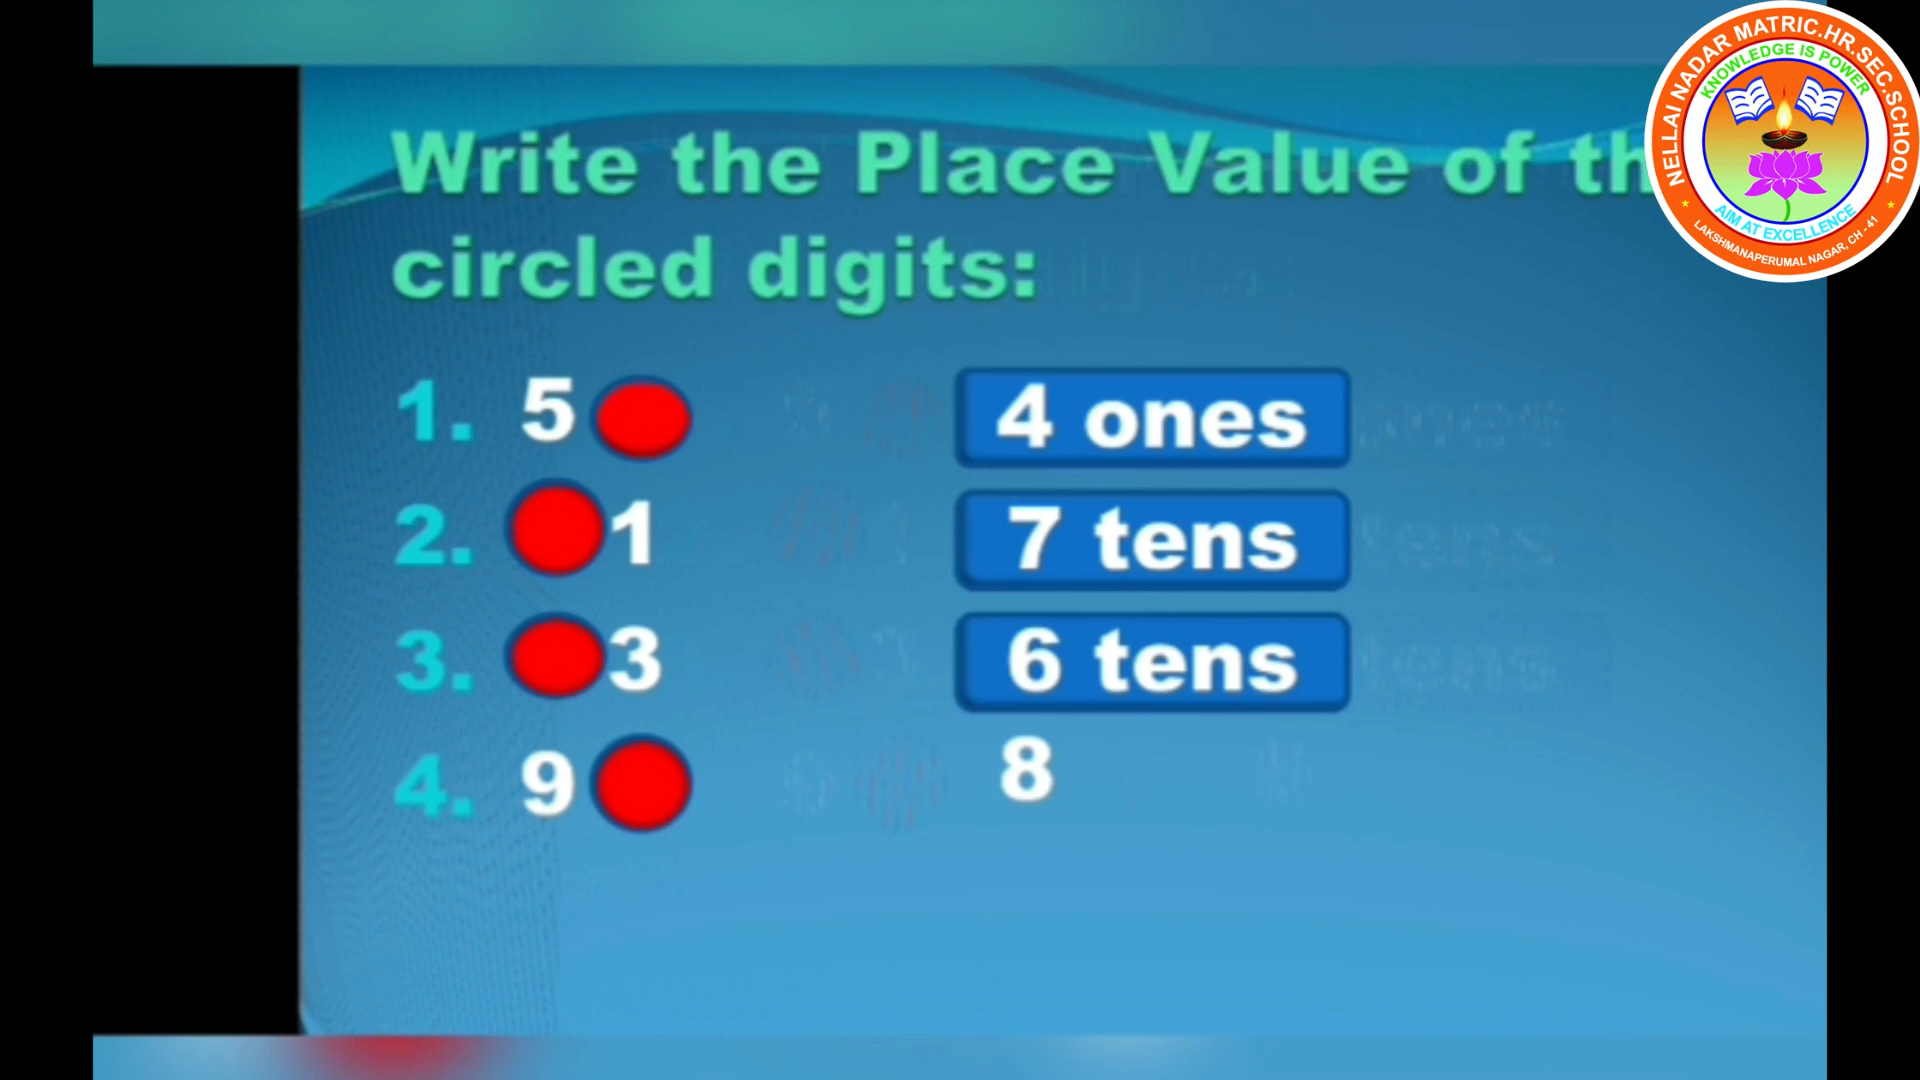 Write the Place Value of th
circled digits:
1. 5 4 ones
2. 1 7 tens
3. 3 6 tens
4. 9 8
NELLAI NADAR MATRIC.HR.SEC.SCHOOL
KNOWLEDGE IS POWER
AIM AT EXCELLENCE
LAKSHMANAPERUMAL NAGAR, CH - 41